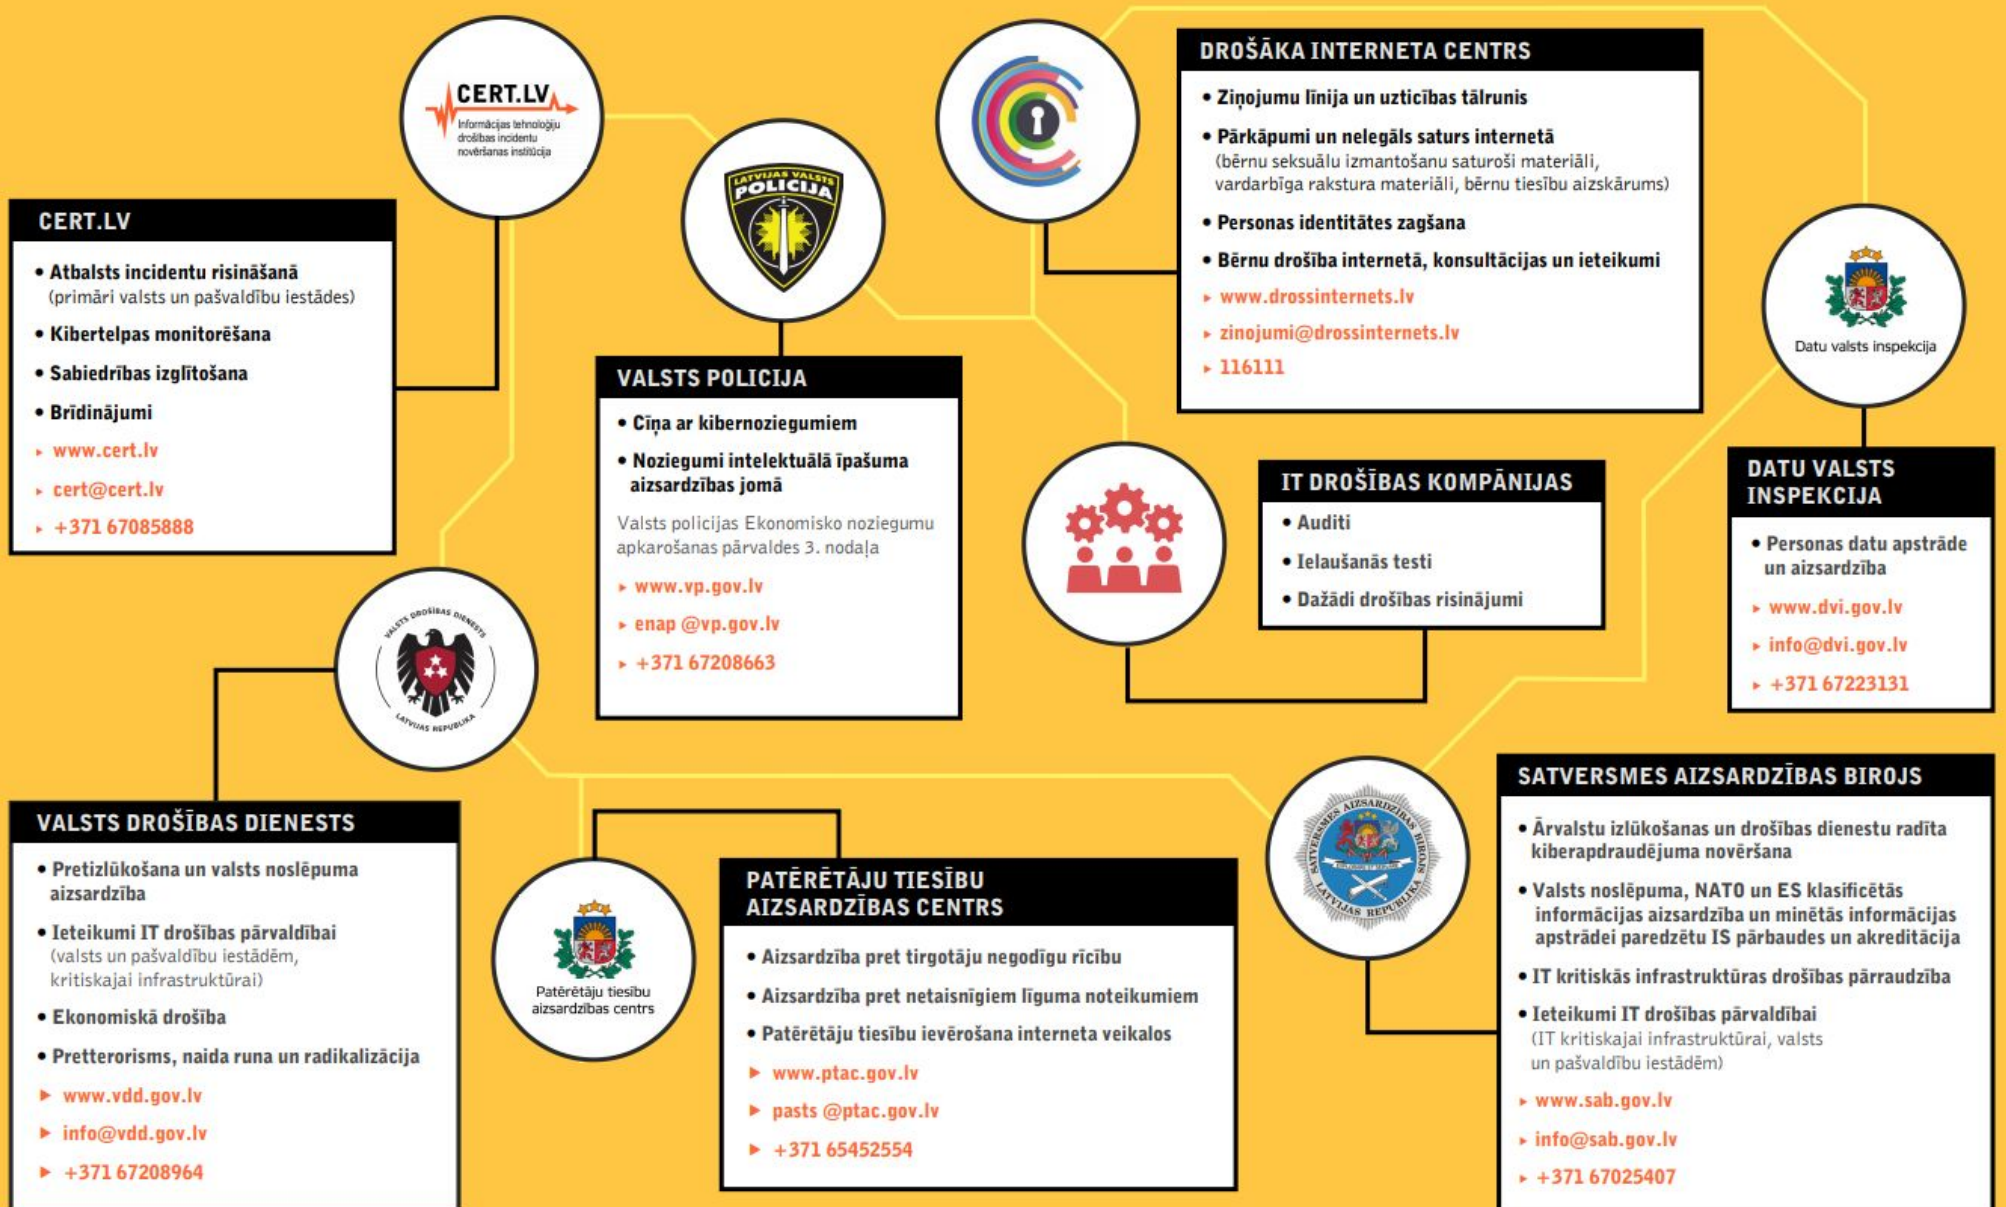 CERT.LV
Informācijas tehnoloģiju
drošības incidentu
novēršanas institūcija
CERT.LV
• Atbalsts incidentu risināšanā
(primāri valsts un pašvaldību iestādes)
• Kibertelpas monitorēšana
• Sabiedrības izglītošana
• Brīdinājumi
▸ www.cert.lv
▸ cert@cert.lv
▸ +371 67085888
LATVIJAS VALSTS
POLICIJA
VALSTS POLICIJA
• Cīņa ar kibernoziegumiem
• Noziegumi intelektuālā īpašuma
aizsardzības jomā
Valsts policijas Ekonomisko noziegumu
apkarošanas pārvaldes 3. nodaļa
▸ www.vp.gov.lv
▸ enap @vp.gov.lv
▸ +371 67208663
DROŠĀKA INTERNETA CENTRS
• Ziņojumu līnija un uzticības tālrunis
• Pārkāpumi un nelegāls saturs internetā
(bērnu seksuālu izmantošanu saturoši materiāli,
vardarbīga rakstura materiāli, bērnu tiesību aizskārums)
• Personas identitātes zagšana
• Bērnu drošība internetā, konsultācijas un ieteikumi
▸ www.drossinternets.lv
▸ zinojumi@drossinternets.lv
▸ 116111
Datu valsts inspekcija
DATU VALSTS
INSPEKCIJA
• Personas datu apstrāde
un aizsardzība
▸ www.dvi.gov.lv
▸ info@dvi.gov.lv
▸ +371 67223131
IT DROŠĪBAS KOMPĀNIJAS
• Auditi
• Ielaušanās testi
• Dažādi drošības risinājumi
VALSTS DROŠĪBAS DIENESTS
LATVIJAS REPUBLIKA
VALSTS DROŠĪBAS DIENESTS
• Pretizlūkošana un valsts noslēpuma
aizsardzība
• Ieteikumi IT drošības pārvaldībai
(valsts un pašvaldību iestādēm,
kritiskajai infrastruktūrai)
• Ekonomiskā drošība
• Pretterorisms, naida runa un radikalizācija
▸ www.vdd.gov.lv
▸ info@vdd.gov.lv
▸ +371 67208964
Patērētāju tiesību
aizsardzības centrs
PATĒRĒTĀJU TIESĪBU
AIZSARDZĪBAS CENTRS
• Aizsardzība pret tirgotāju negodīgu rīcību
• Aizsardzība pret netaisnīgiem līguma noteikumiem
• Patērētāju tiesību ievērošana interneta veikalos
▸ www.ptac.gov.lv
▸ pasts @ptac.gov.lv
▸ +371 65452554
SATVERSMES AIZSARDZĪBAS BIROJS
LATVIJAS REPUBLIKA
SATVERSMES AIZSARDZĪBAS BIROJS
• Ārvalstu izlūkošanas un drošības dienestu radīta
kiberapdraudējuma novēršana
• Valsts noslēpuma, NATO un ES klasificētās
informācijas aizsardzība un minētās informācijas
apstrādei paredzētu IS pārbaudes un akreditācija
• IT kritiskās infrastruktūras drošības pārraudzība
• Ieteikumi IT drošības pārvaldībai
(IT kritiskajai infrastruktūrai, valsts
un pašvaldību iestādēm)
▸ www.sab.gov.lv
▸ info@sab.gov.lv
▸ +371 67025407